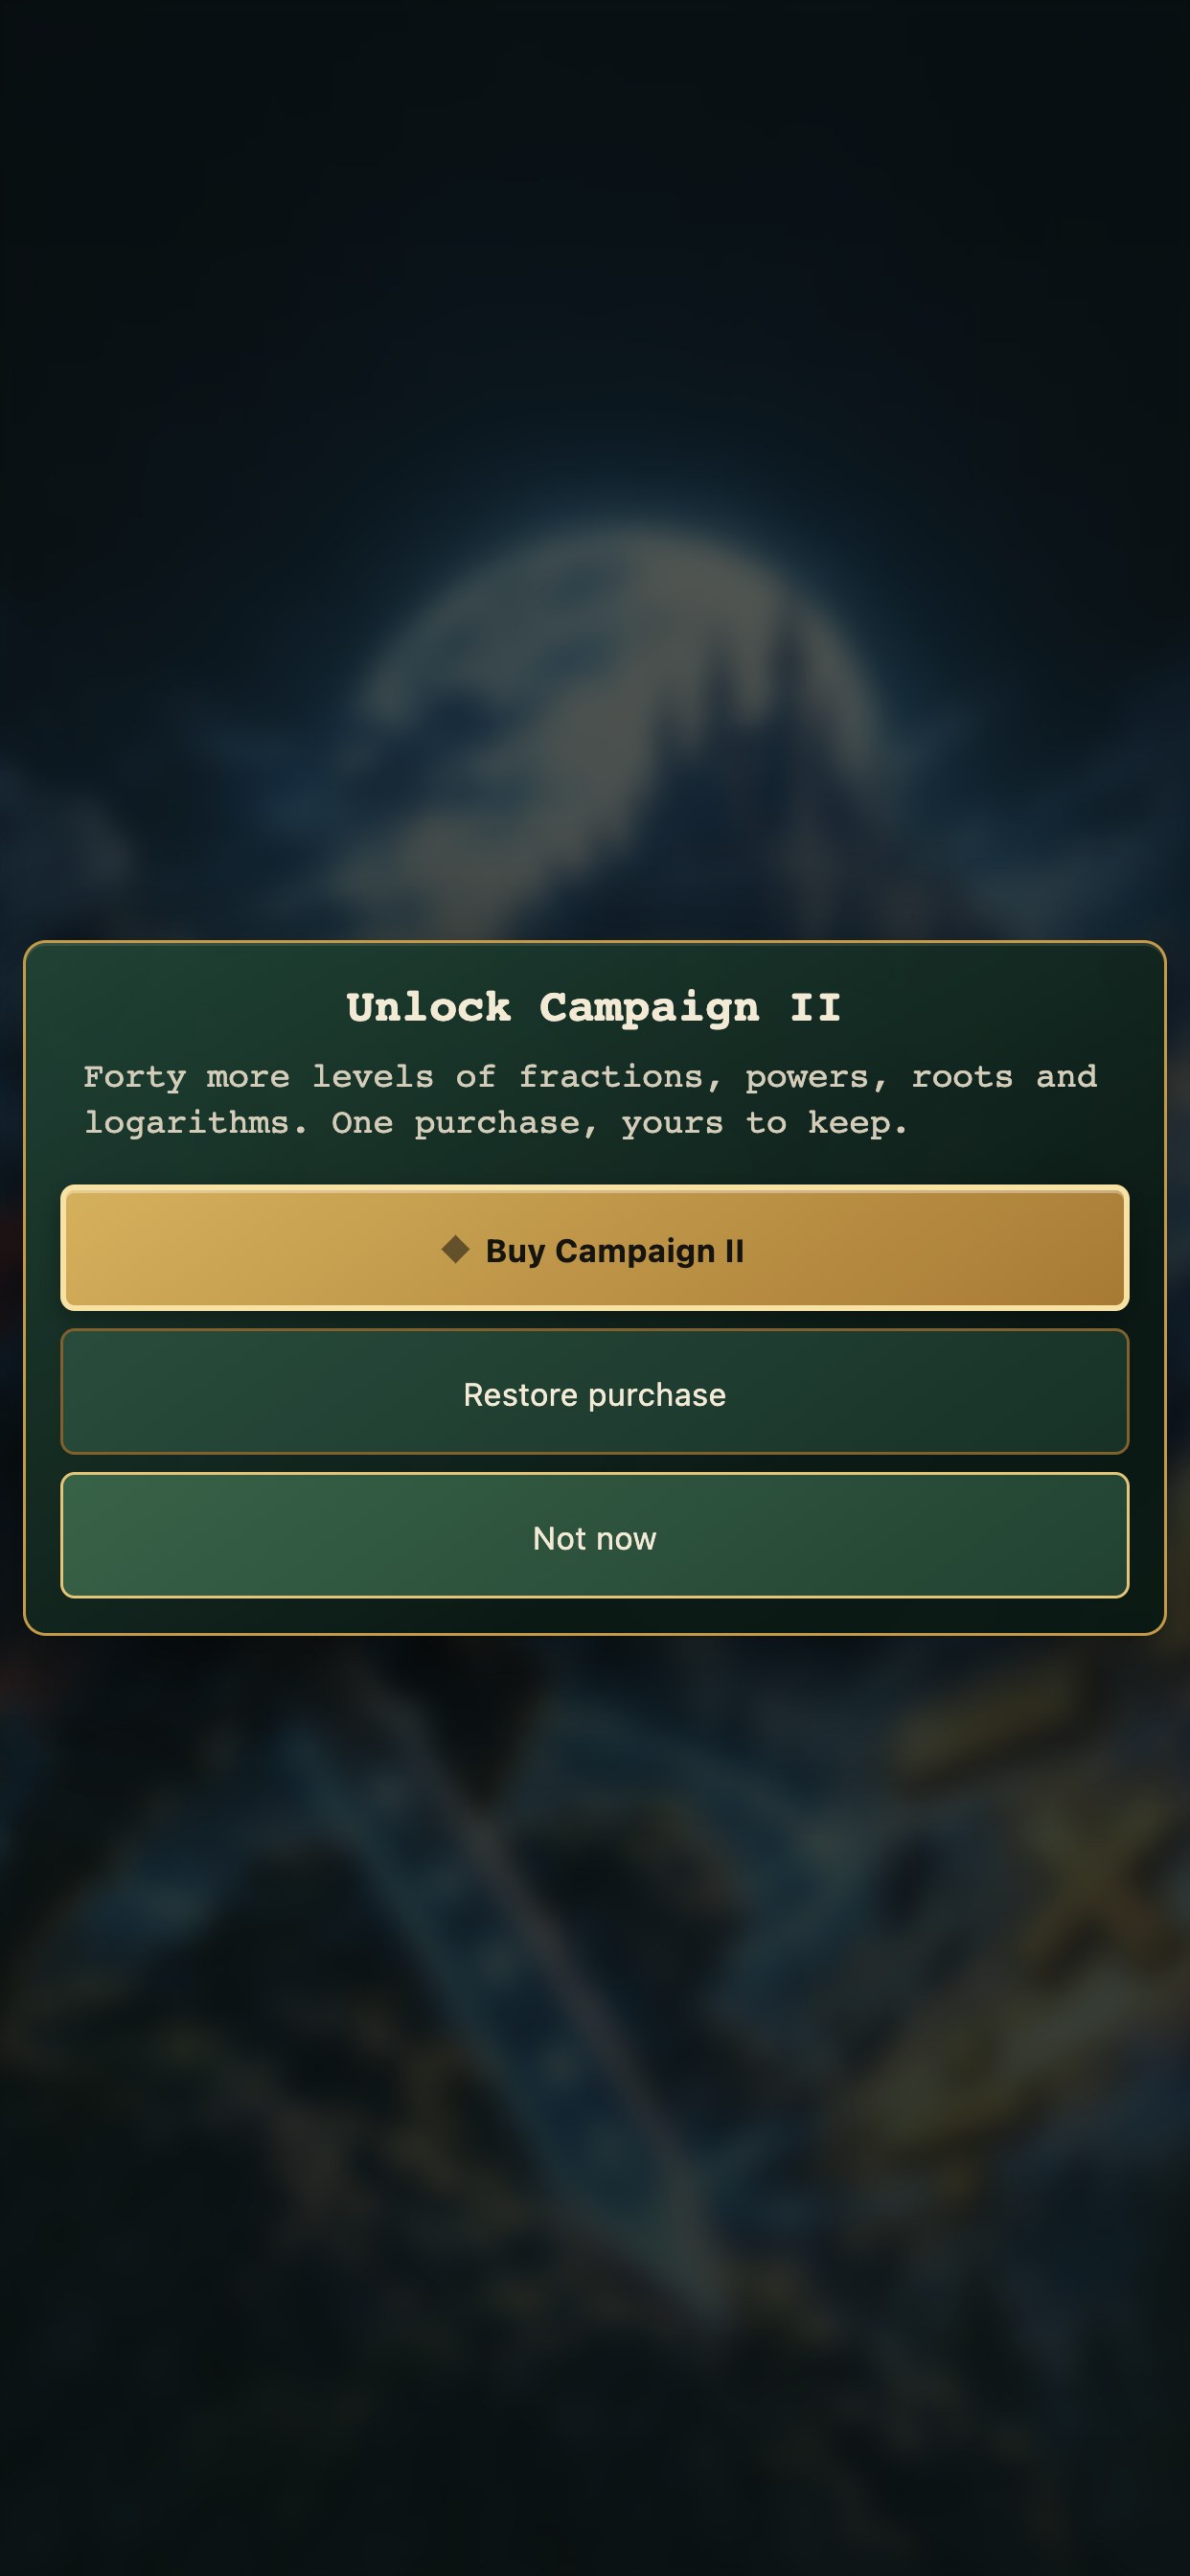 Unlock Campaign II
Forty more levels of fractions, powers, roots and
logarithms. One purchase, yours to keep.
Buy Campaign II
Restore purchase
Not now